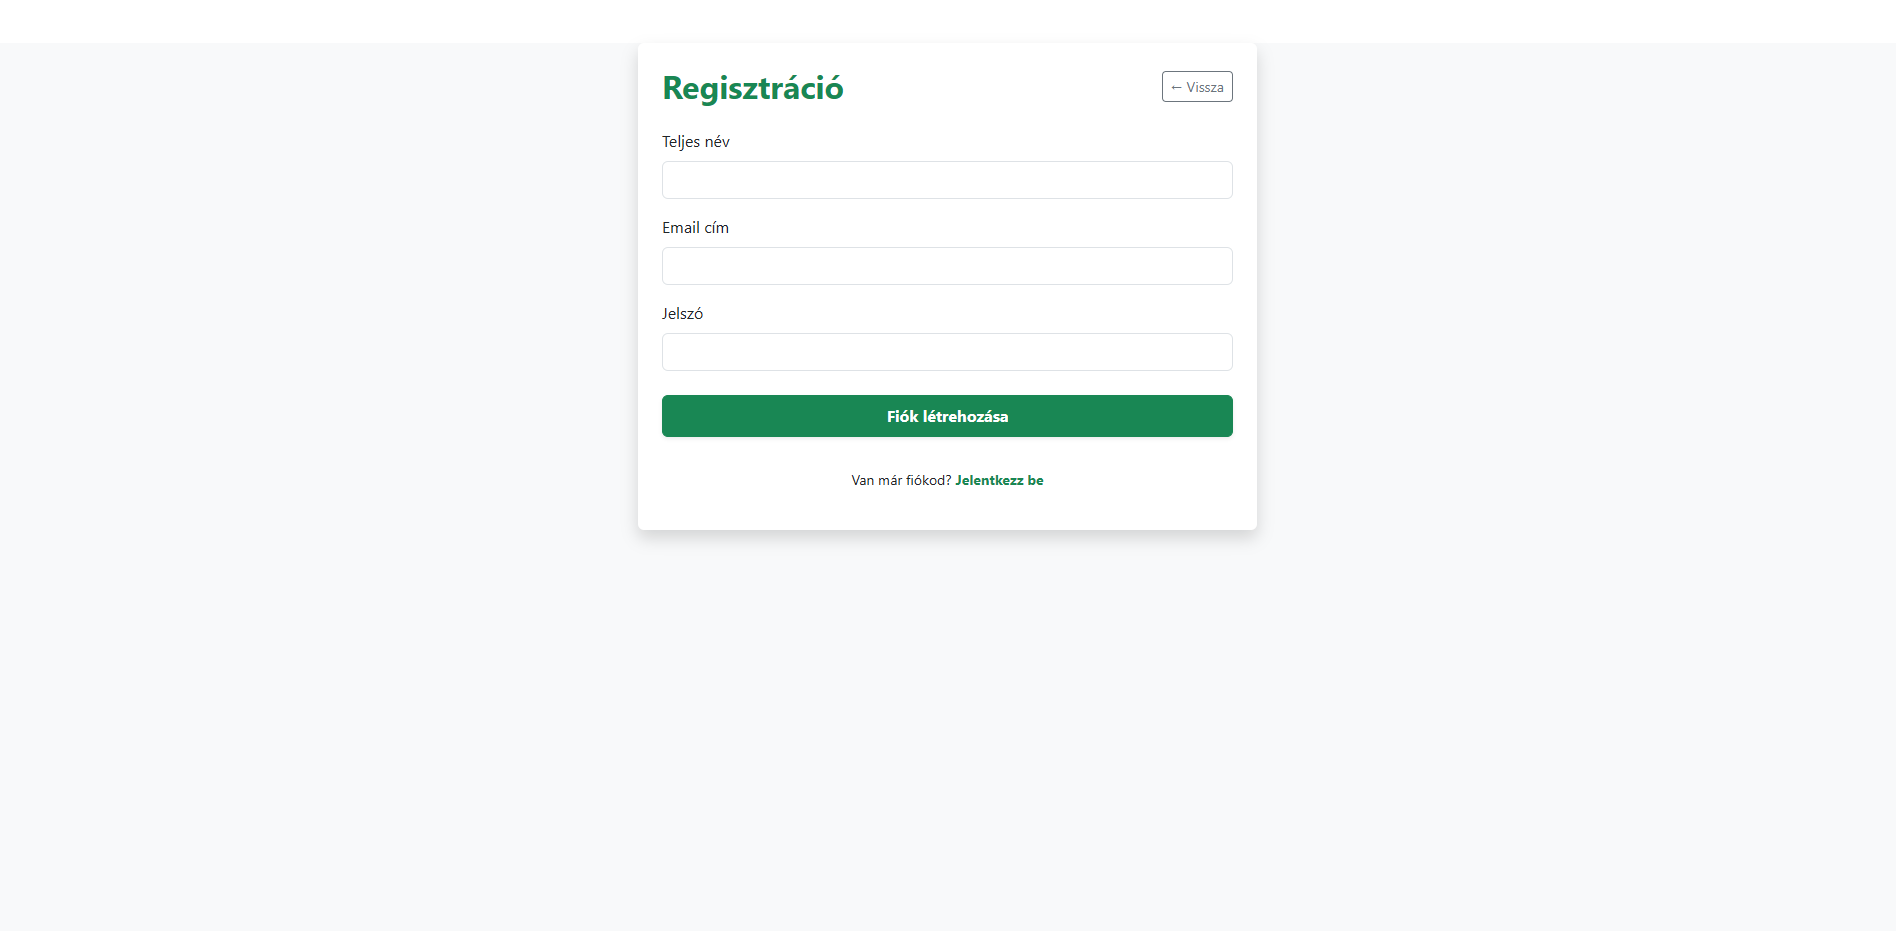 Regisztráció
← Vissza
Teljes név
Email cím
Jelszó
Fiók létrehozása
Van már fiókod? Jelentkezz be